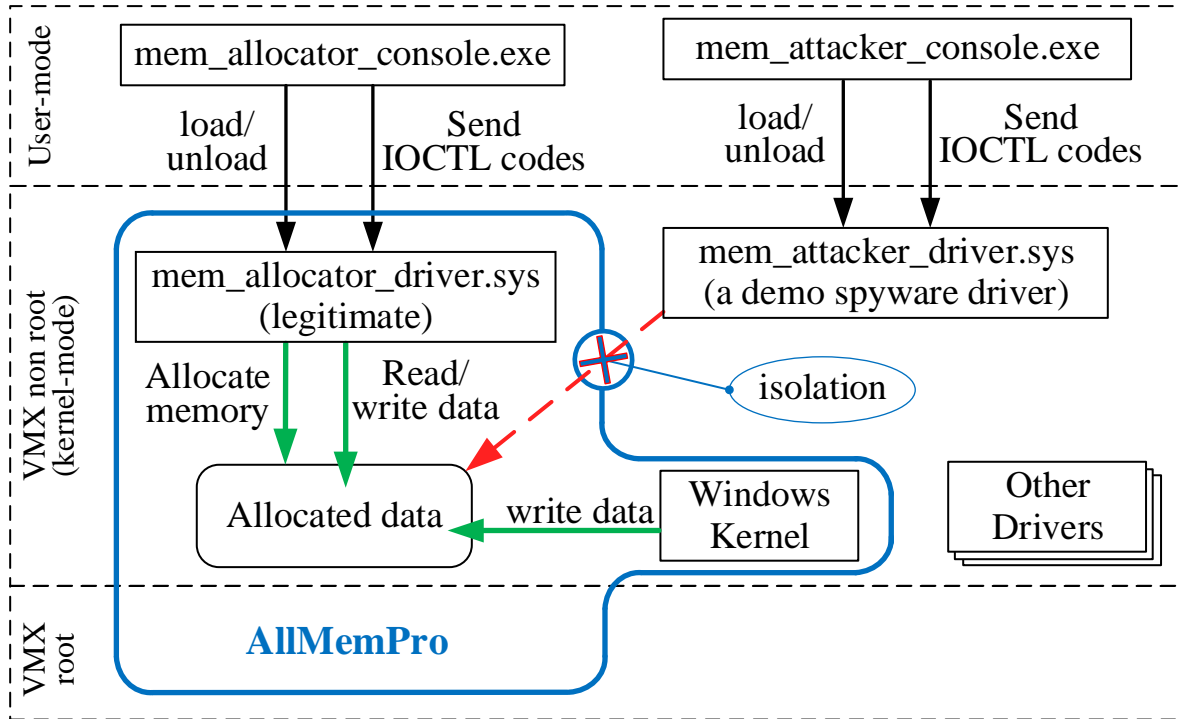 User-mode
mem_allocator_console.exe
mem_attacker_console.exe
load/
unload
Send
IOCTL codes
load/
unload
Send
IOCTL codes
VMX non root
(kernel-mode)
mem_allocator_driver.sys
(legitimate)
mem_attacker_driver.sys
(a demo spyware driver)
Allocate
memory
Read/
write data
isolation
Allocated data
write data
Windows
Kernel
Other
Drivers
VMX
root
AllMemPro